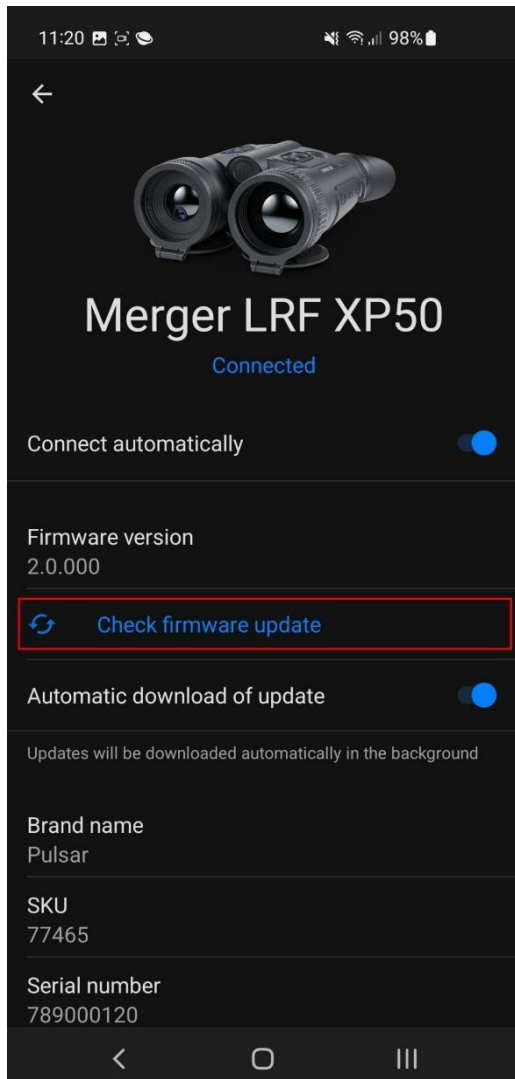 11:20 98%
Merger LRF XP50
Connected
Connect automatically
Firmware version
2.0.000
Check firmware update
Automatic download of update
Updates will be downloaded automatically in the background
Brand name
Pulsar
SKU
77465
Serial number
789000120